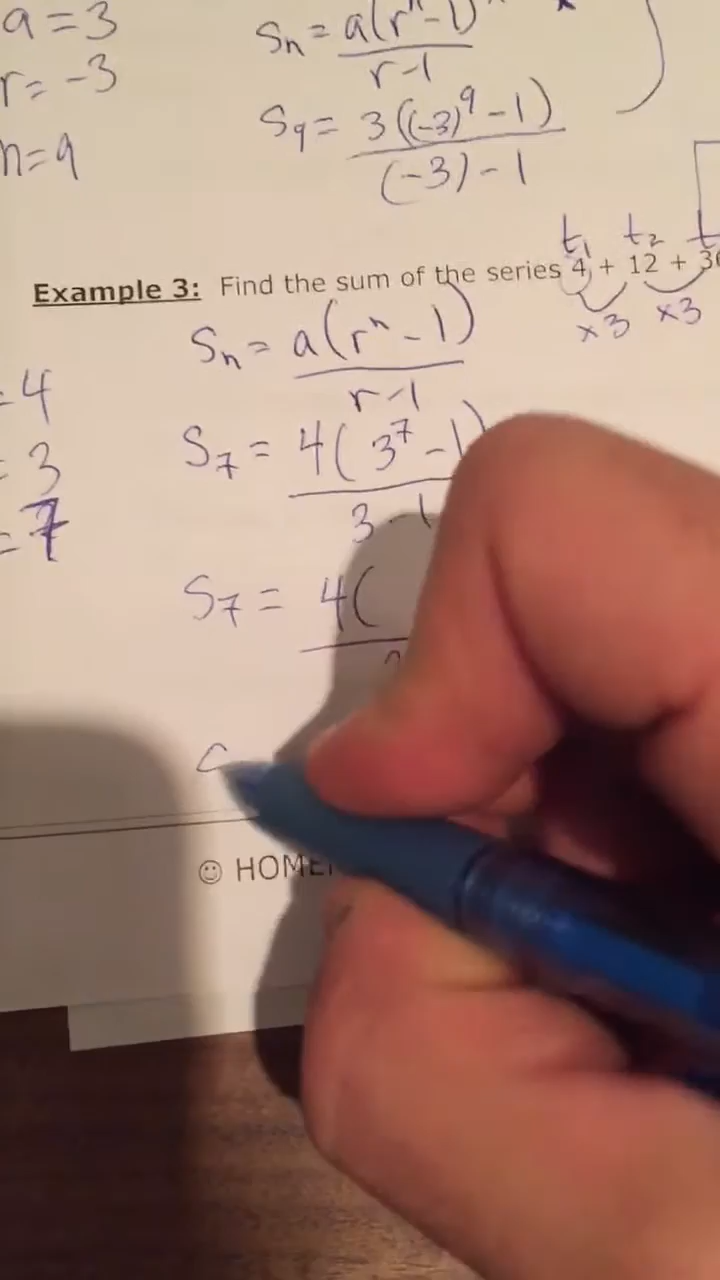 a = 3
Sn = a(r^n - 1)
r - 1
r = -3
S9 = 3((-3)^9 - 1)
(-3) - 1
n = 9
t1 t2 t
Example 3: Find the sum of the series 4 + 12 + 36
×3 ×3
Sn = a(r^n - 1)
r - 1
= 4
S7 = 4(3^7 - 1)
3 - 1
= 3
= 7
S7 = 4(